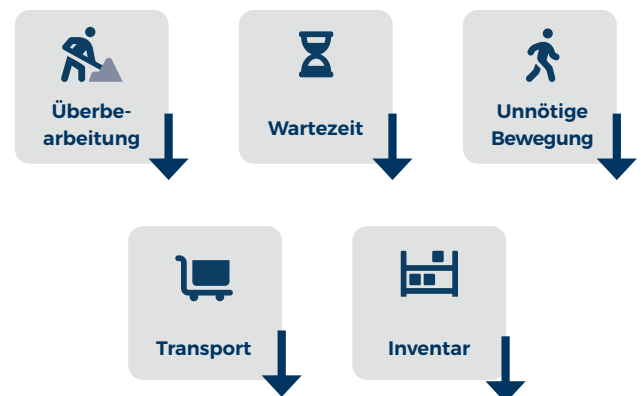 Überbe-
arbeitung
Wartezeit
Unnötige
Bewegung
Transport
Inventar